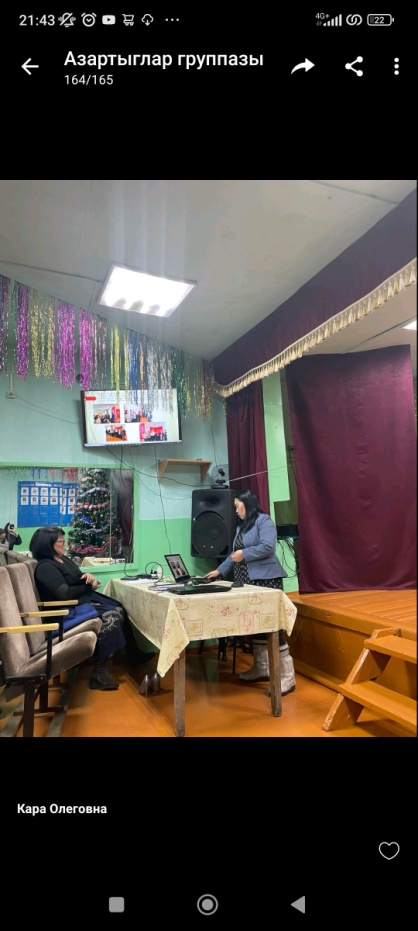 21:43
4G+
22
Азартыглар группазы
164/165
Кара Олеговна